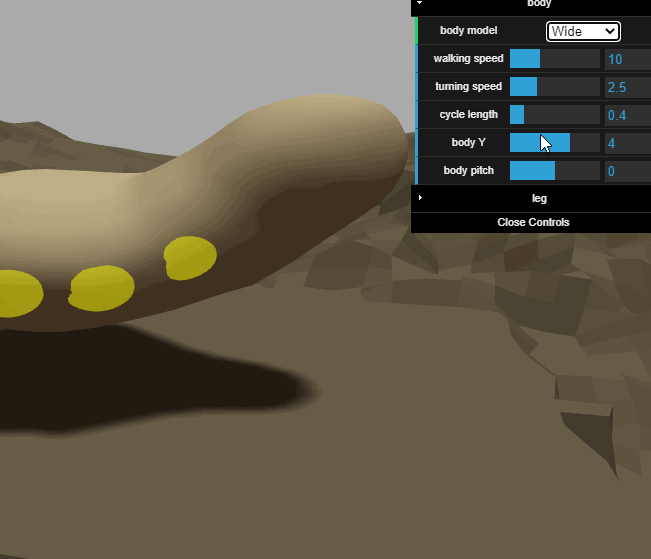 body
body model Wide
walking speed 10
turning speed 2.5
cycle length 0.4
body Y 4
body pitch 0
leg
Close Controls